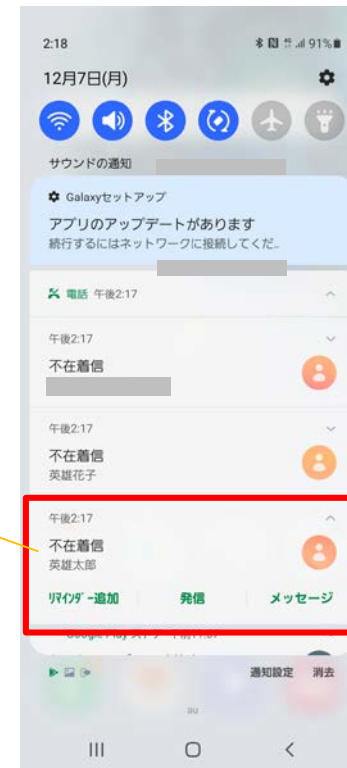 2:18 91%
12月7日(月)
サウンドの通知
Galaxyセットアップ
アプリのアップデートがあります
続行するにはネットワークに接続してくだ..
電話 午後2:17
午後2:17
不在着信
午後2:17
不在着信
英雄花子
午後2:17
不在着信
英雄太郎
ﾘﾏｲﾝﾀﾞｰ追加 発信 メッセージ
通知設定 消去
au